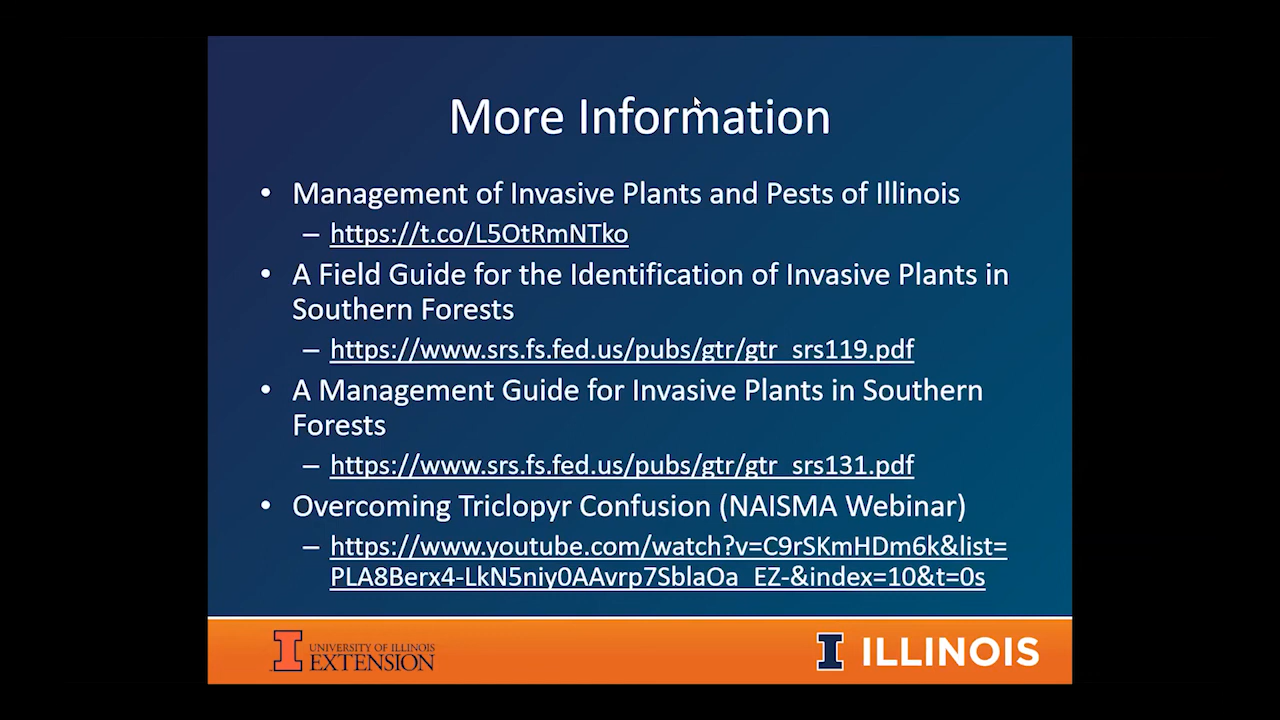 More Information
• Management of Invasive Plants and Pests of Illinois
– https://t.co/L5OtRmNTko
• A Field Guide for the Identification of Invasive Plants in
Southern Forests
– https://www.srs.fs.fed.us/pubs/gtr/gtr_srs119.pdf
• A Management Guide for Invasive Plants in Southern
Forests
– https://www.srs.fs.fed.us/pubs/gtr/gtr_srs131.pdf
• Overcoming Triclopyr Confusion (NAISMA Webinar)
– https://www.youtube.com/watch?v=C9rSKmHDm6k&list=
PLA8Berx4-LkN5niy0AAvrp7SblaOa_EZ-&index=10&t=0s
I UNIVERSITY OF ILLINOIS
EXTENSION
I ILLINOIS